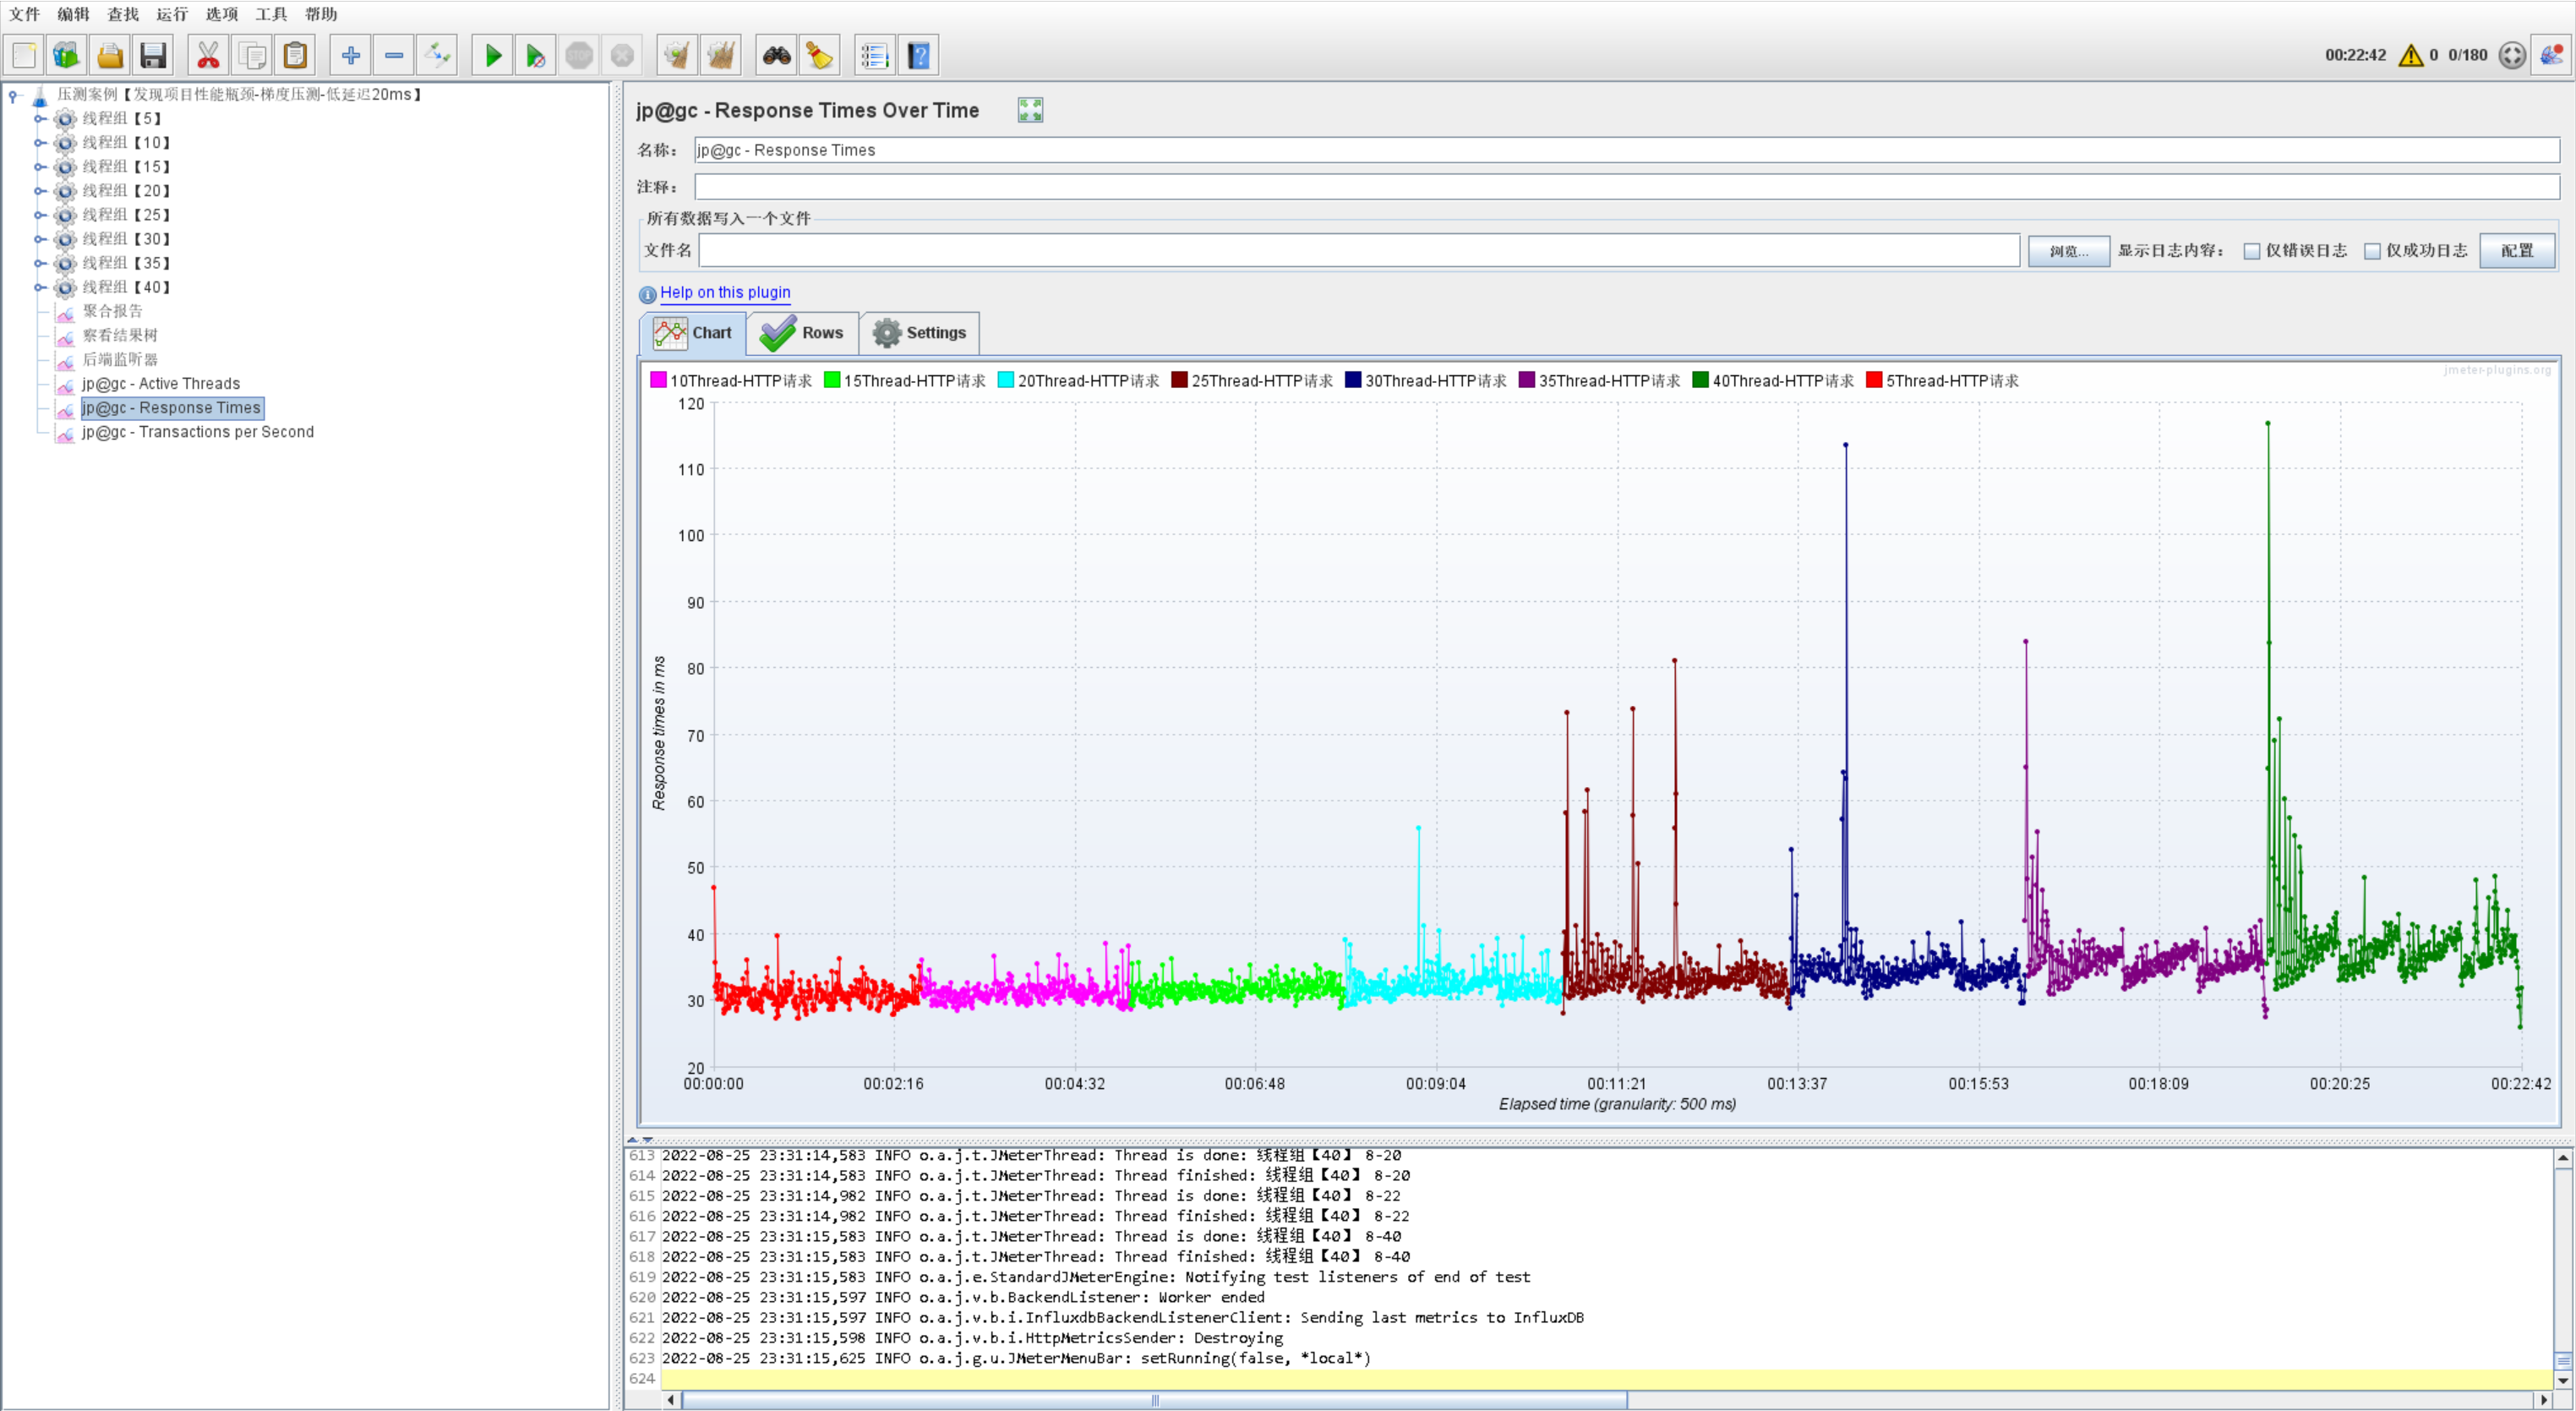 文件 编辑 查找 运行 选项 工具 帮助
STOP
00:22:42 0 0/180
压测案例【发现项目性能瓶颈-梯度压测-低延迟20ms】
线程组【5】
线程组【10】
线程组【15】
线程组【20】
线程组【25】
线程组【30】
线程组【35】
线程组【40】
聚合报告
察看结果树
后端监听器
jp@gc - Active Threads
jp@gc - Response Times
jp@gc - Transactions per Second
jp@gc - Response Times Over Time
名称： jp@gc - Response Times
注释：
所有数据写入一个文件
文件名 浏览... 显示日志内容： 仅错误日志 仅成功日志 配置
Help on this plugin
Chart Rows Settings
10Thread-HTTP请求 15Thread-HTTP请求 20Thread-HTTP请求 25Thread-HTTP请求 30Thread-HTTP请求 35Thread-HTTP请求 40Thread-HTTP请求 5Thread-HTTP请求
jmeter-plugins.org
120
110
100
90
80
70
60
50
40
30
20
Response times in ms
00:00:00 00:02:16 00:04:32 00:06:48 00:09:04 00:11:21 00:13:37 00:15:53 00:18:09 00:20:25 00:22:42
Elapsed time (granularity: 500 ms)
613 2022-08-25 23:31:14,583 INFO o.a.j.t.JMeterThread: Thread is done: 线程组【40】 8-20
614 2022-08-25 23:31:14,583 INFO o.a.j.t.JMeterThread: Thread finished: 线程组【40】 8-20
615 2022-08-25 23:31:14,982 INFO o.a.j.t.JMeterThread: Thread is done: 线程组【40】 8-22
616 2022-08-25 23:31:14,982 INFO o.a.j.t.JMeterThread: Thread finished: 线程组【40】 8-22
617 2022-08-25 23:31:15,583 INFO o.a.j.t.JMeterThread: Thread is done: 线程组【40】 8-40
618 2022-08-25 23:31:15,583 INFO o.a.j.t.JMeterThread: Thread finished: 线程组【40】 8-40
619 2022-08-25 23:31:15,583 INFO o.a.j.e.StandardJMeterEngine: Notifying test listeners of end of test
620 2022-08-25 23:31:15,597 INFO o.a.j.v.b.BackendListener: Worker ended
621 2022-08-25 23:31:15,597 INFO o.a.j.v.b.i.InfluxdbBackendListenerClient: Sending last metrics to InfluxDB
622 2022-08-25 23:31:15,598 INFO o.a.j.v.b.i.HttpMetricsSender: Destroying
623 2022-08-25 23:31:15,625 INFO o.a.j.g.u.JMeterMenuBar: setRunning(false, *local*)
624